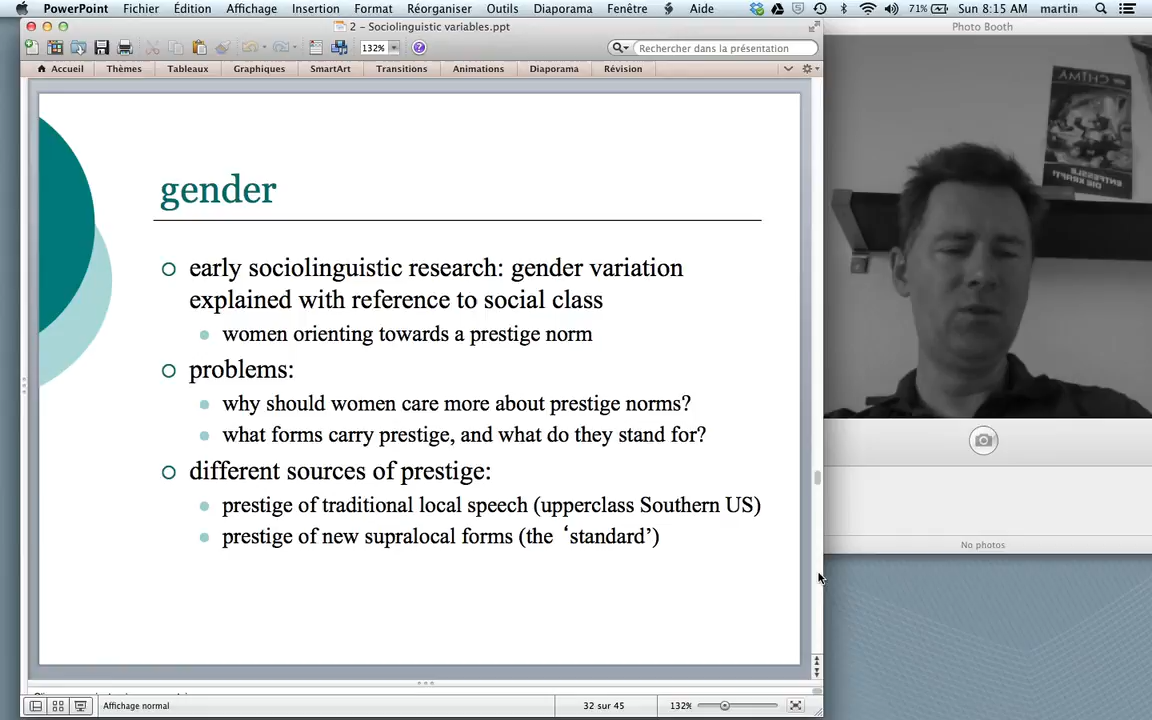 PowerPoint Fichier Édition Affichage Insertion Format Réorganiser Outils Diaporama Fenêtre Aide 71% Sun 8:15 AM martin
2 – Sociolinguistic variables.ppt
Photo Booth
132% Rechercher dans la présentation
Accueil Thèmes Tableaux Graphiques SmartArt Transitions Animations Diaporama Révision
CHIMA
ENTFESSLE
DIE KRAFT!
gender
early sociolinguistic research: gender variation
explained with reference to social class
women orienting towards a prestige norm
problems:
why should women care more about prestige norms?
what forms carry prestige, and what do they stand for?
different sources of prestige:
prestige of traditional local speech (upperclass Southern US)
prestige of new supralocal forms (the ‘standard’)
No photos
Affichage normal 32 sur 45 132%